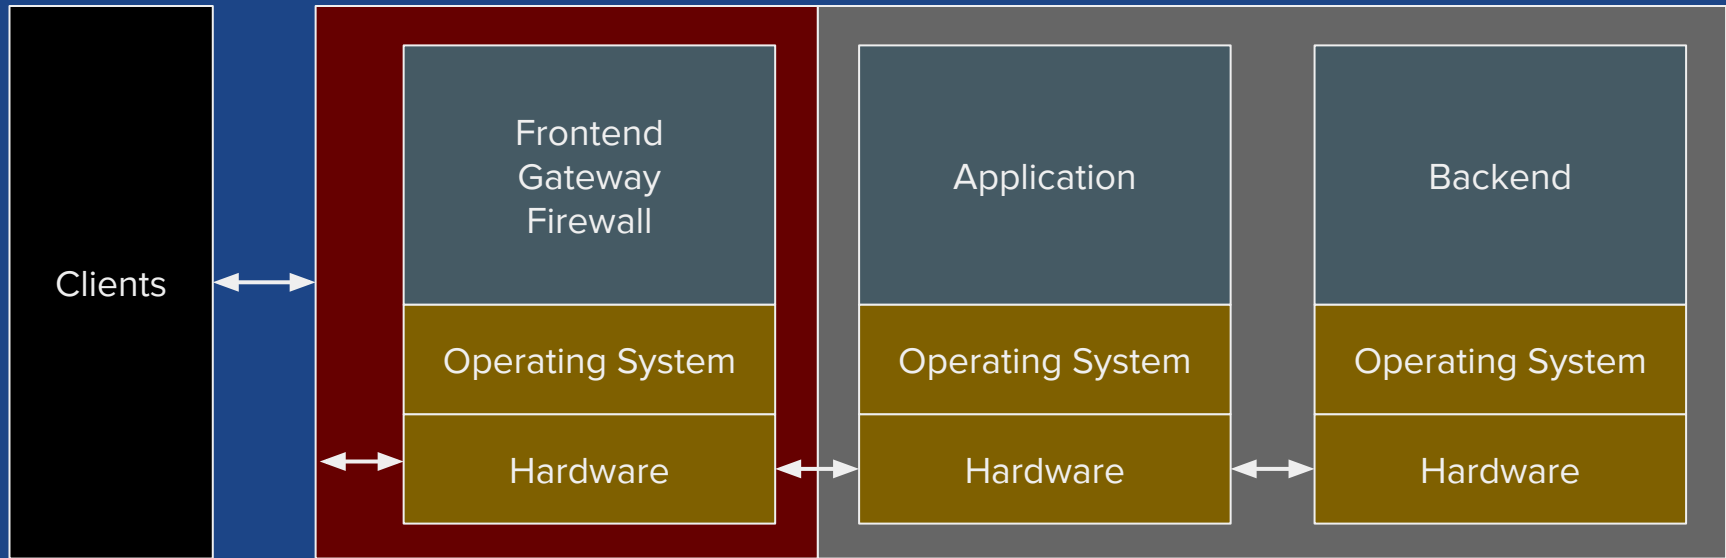 Clients
Frontend
Gateway
Firewall
Operating System
Hardware
Application
Operating System
Hardware
Backend
Operating System
Hardware